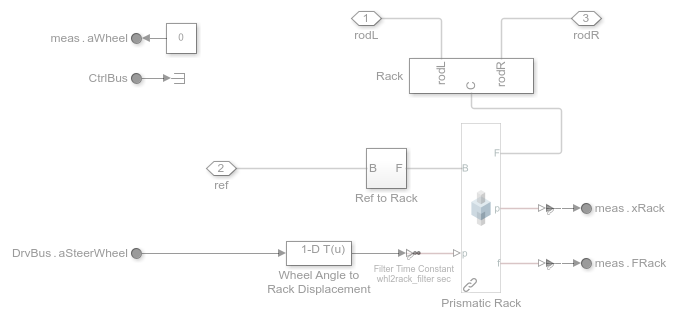 1
rodL
3
rodR
meas.aWheel
0
CtrlBus
Rack
rodL
rodR
C
2
ref
B F
Ref to Rack
B
F
p
meas.xRack
DrvBus.aSteerWheel
1-D T(u)
Wheel Angle to
Rack Displacement
Filter Time Constant
whl2rack_filter sec
p
f
meas.FRack
Prismatic Rack